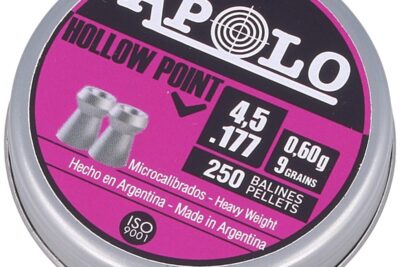 APOLO
HOLLOW POINT
4,5
.177
0,60g
9 GRAINS
250 BALINES
PELLETS
Microcalibrados - Heavy Weight
Hecho en Argentina - Made in Argentina
ISO
9001